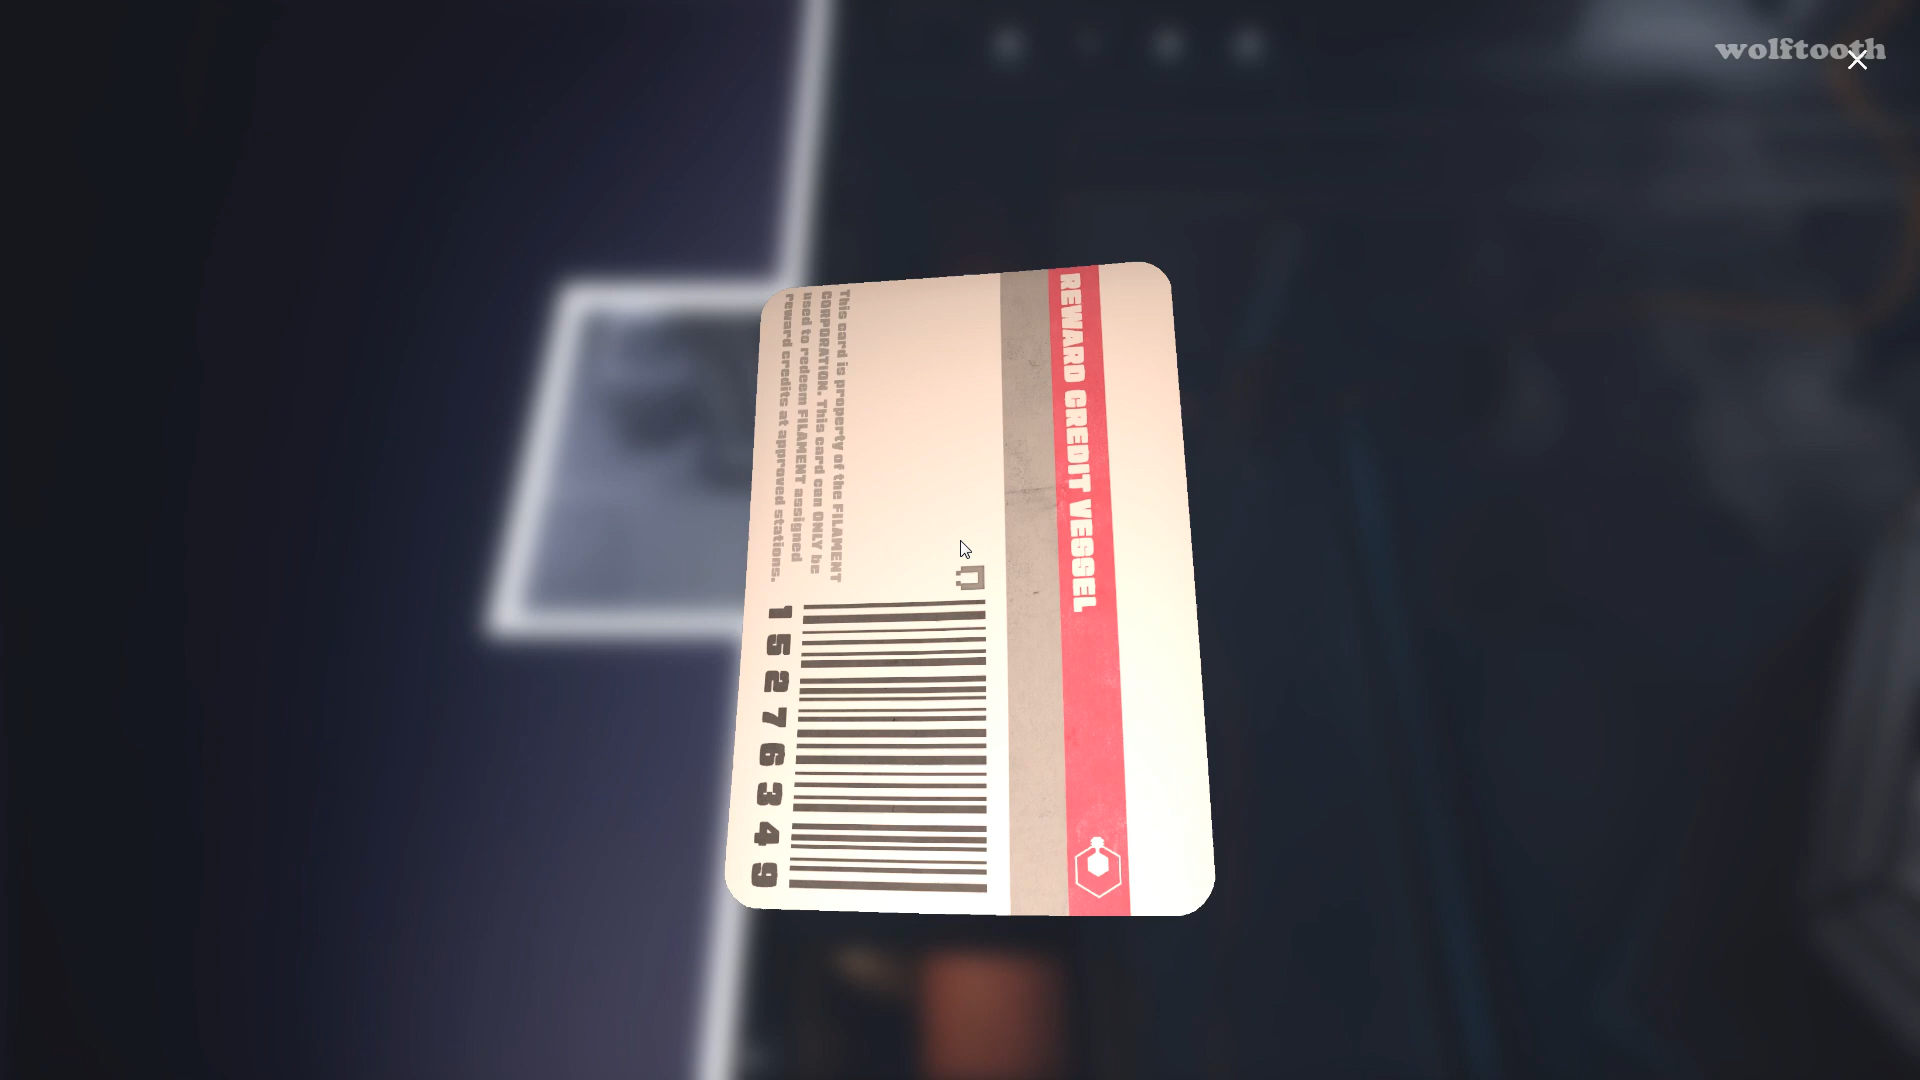 wolftooth
REWARD CREDIT VESSEL
This card is property of the FILAMENT
CORPORATION. This card can ONLY be
used to redeem FILAMENT assigned
reward credits at approved stations.
15276349